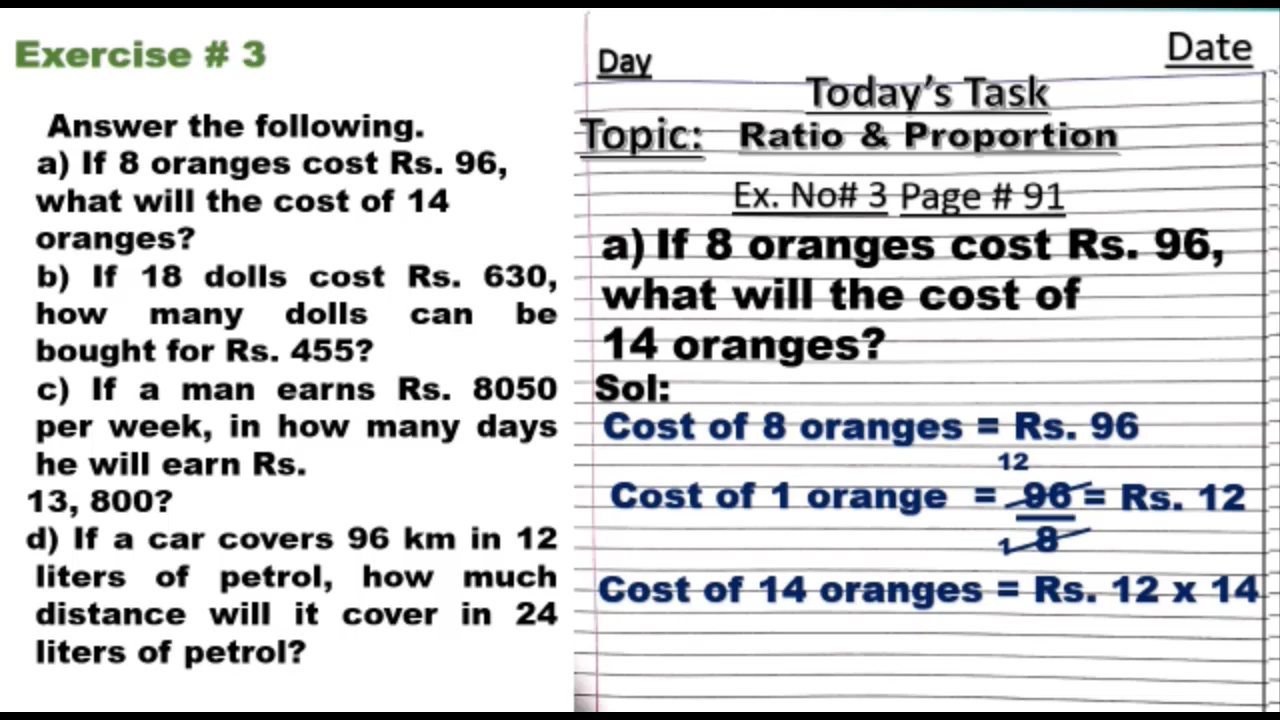 Exercise # 3
Answer the following.
a) If 8 oranges cost Rs. 96,
what will the cost of 14
oranges?
b) If 18 dolls cost Rs. 630,
how many dolls can be
bought for Rs. 455?
c) If a man earns Rs. 8050
per week, in how many days
he will earn Rs.
13, 800?
d) If a car covers 96 km in 12
liters of petrol, how much
distance will it cover in 24
liters of petrol?
Day
Date
Today's Task
Topic: Ratio & Proportion
Ex. No# 3 Page # 91
a) If 8 oranges cost Rs. 96,
what will the cost of
14 oranges?
Sol:
Cost of 8 oranges = Rs. 96
12
Cost of 1 orange = 96 = Rs. 12
1 8
Cost of 14 oranges = Rs. 12 x 14